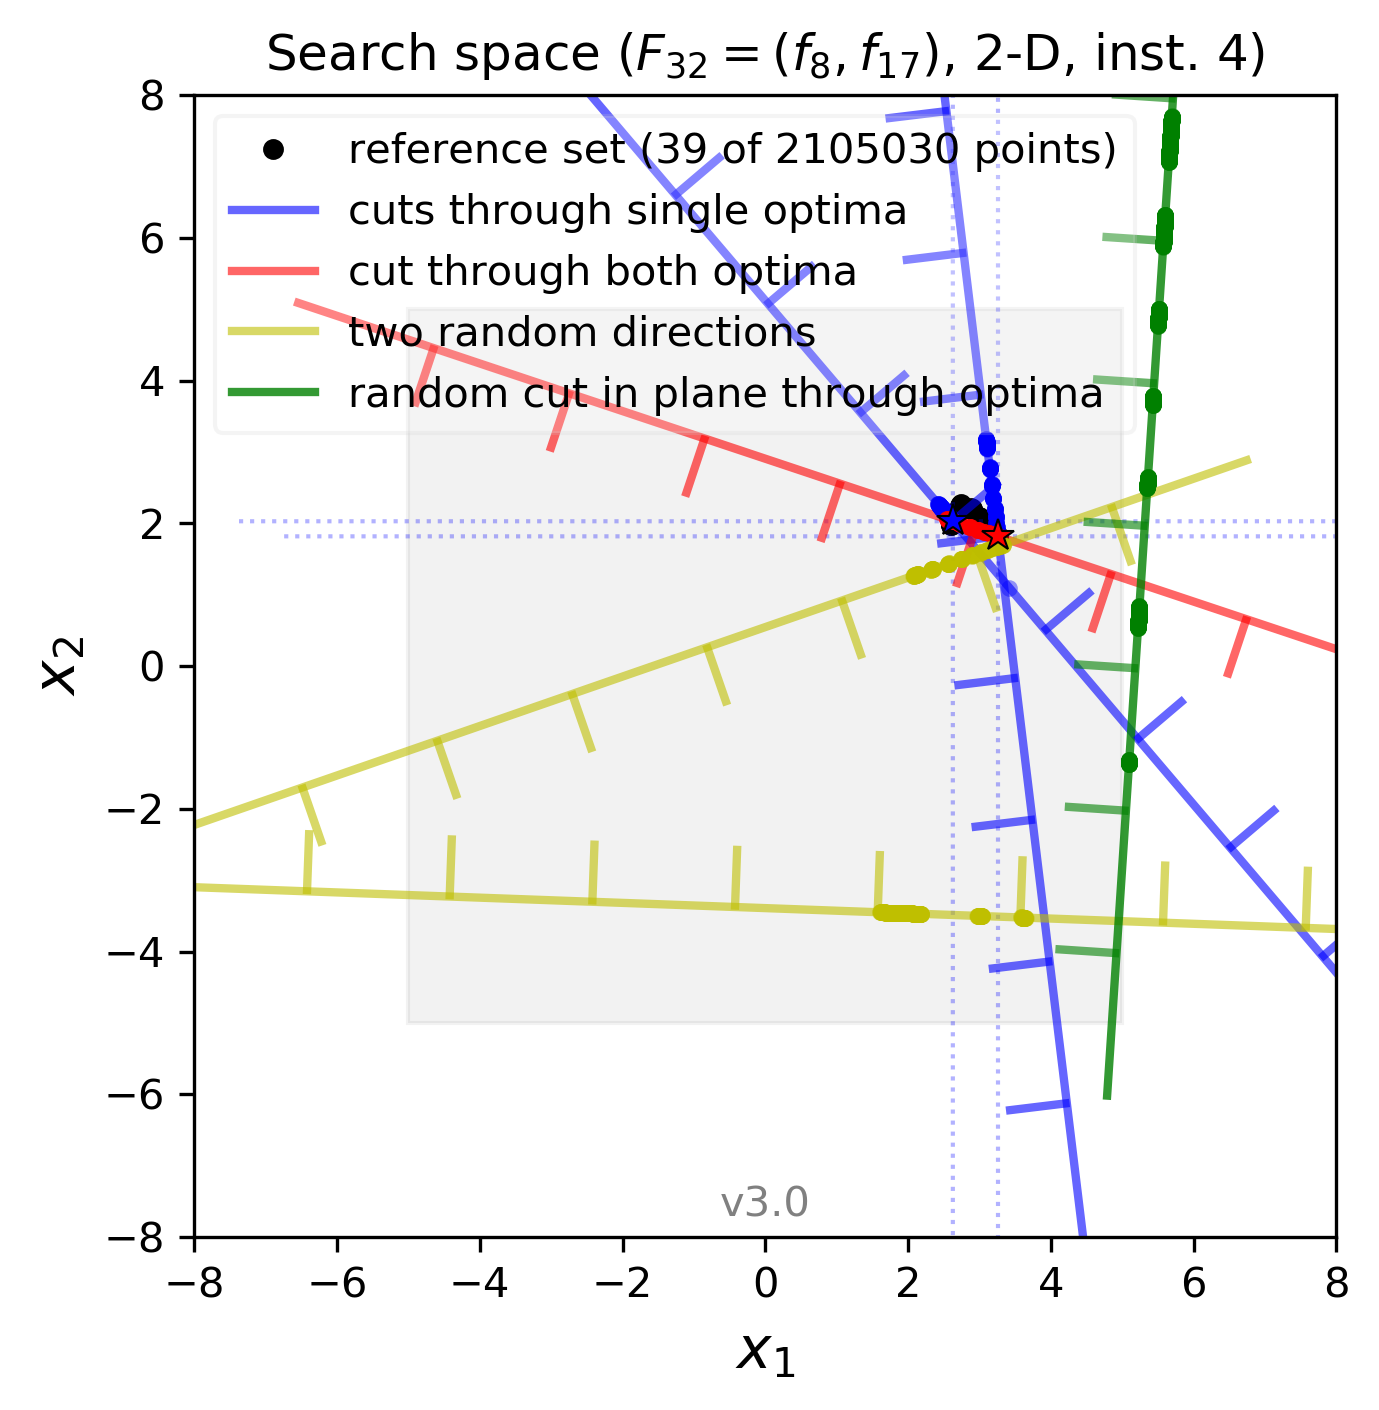 Search space (F₃₂ = (f₈, f₁₇), 2-D, inst. 4)
8
reference set (39 of 2105030 points)
cuts through single optima
6
cut through both optima
two random directions
4
random cut in plane through optima
2
x₂
0
−2
−4
−6
v3.0
−8
−8 −6 −4 −2 0 2 4 6 8
x₁